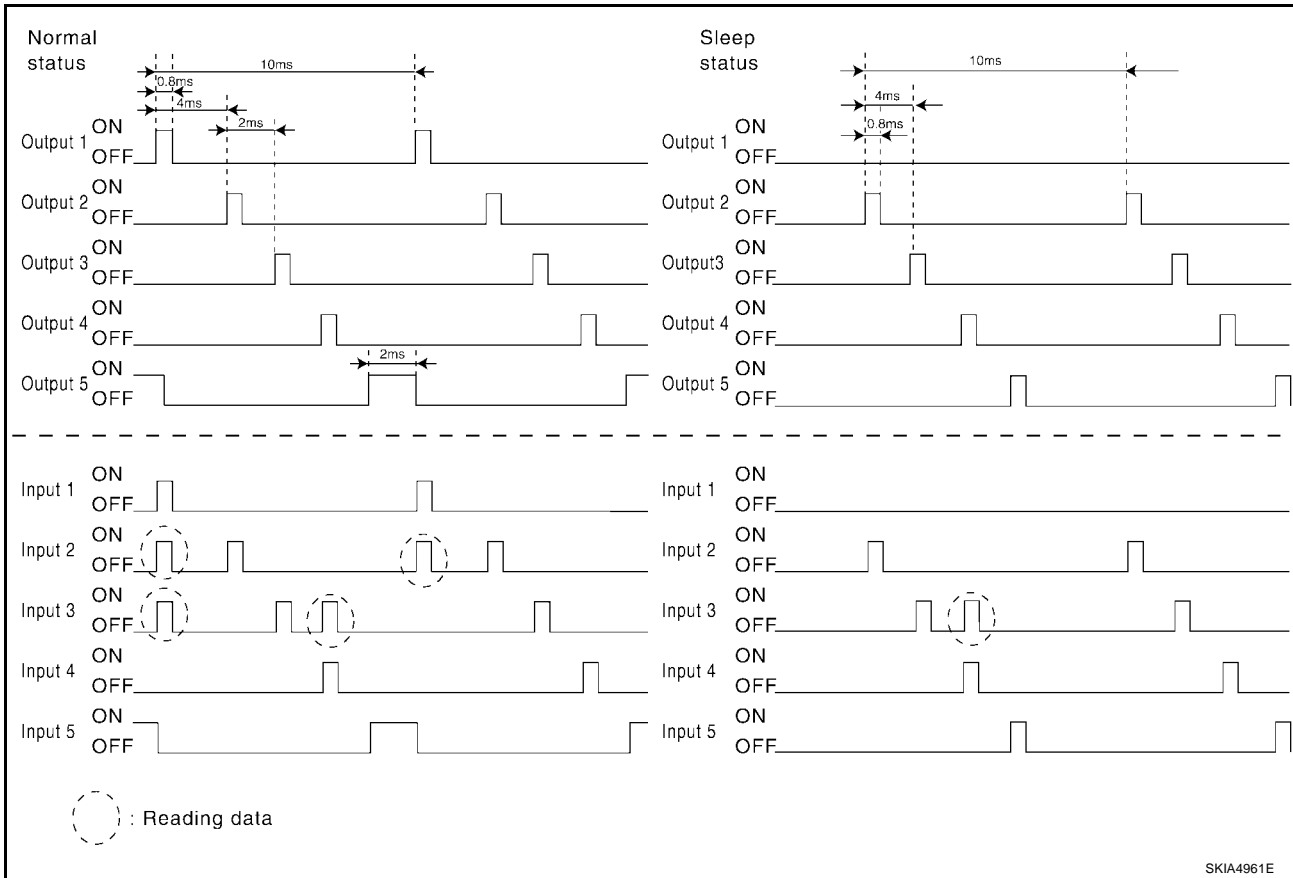 Normal
status
10ms
0.8ms
4ms
2ms
Output 1 ON
OFF
Output 2 ON
OFF
Output 3 ON
OFF
Output 4 ON
OFF
2ms
Output 5 ON
OFF
Sleep
status
10ms
4ms
0.8ms
Output 1 ON
OFF
Output 2 ON
OFF
Output3 ON
OFF
Output 4 ON
OFF
Output 5 ON
OFF
Input 1 ON
OFF
Input 2 ON
OFF
Input 3 ON
OFF
Input 4 ON
OFF
Input 5 ON
OFF
Input 1 ON
OFF
Input 2 ON
OFF
Input 3 ON
OFF
Input 4 ON
OFF
Input 5 ON
OFF
: Reading data
SKIA4961E